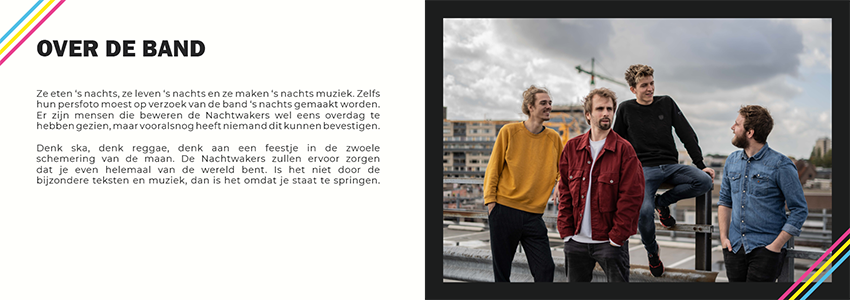 OVER DE BAND
Ze eten ‘s nachts, ze leven ‘s nachts en ze maken ‘s nachts muziek. Zelfs
hun persfoto moest op verzoek van de band ‘s nachts gemaakt worden.
Er zijn mensen die beweren de Nachtwakers wel eens overdag te
hebben gezien, maar vooralsnog heeft niemand dit kunnen bevestigen.
Denk ska, denk reggae, denk aan een feestje in de zwoele
schemering van de maan. De Nachtwakers zullen ervoor zorgen
dat je even helemaal van de wereld bent. Is het niet door de
bijzondere teksten en muziek, dan is het omdat je staat te springen.